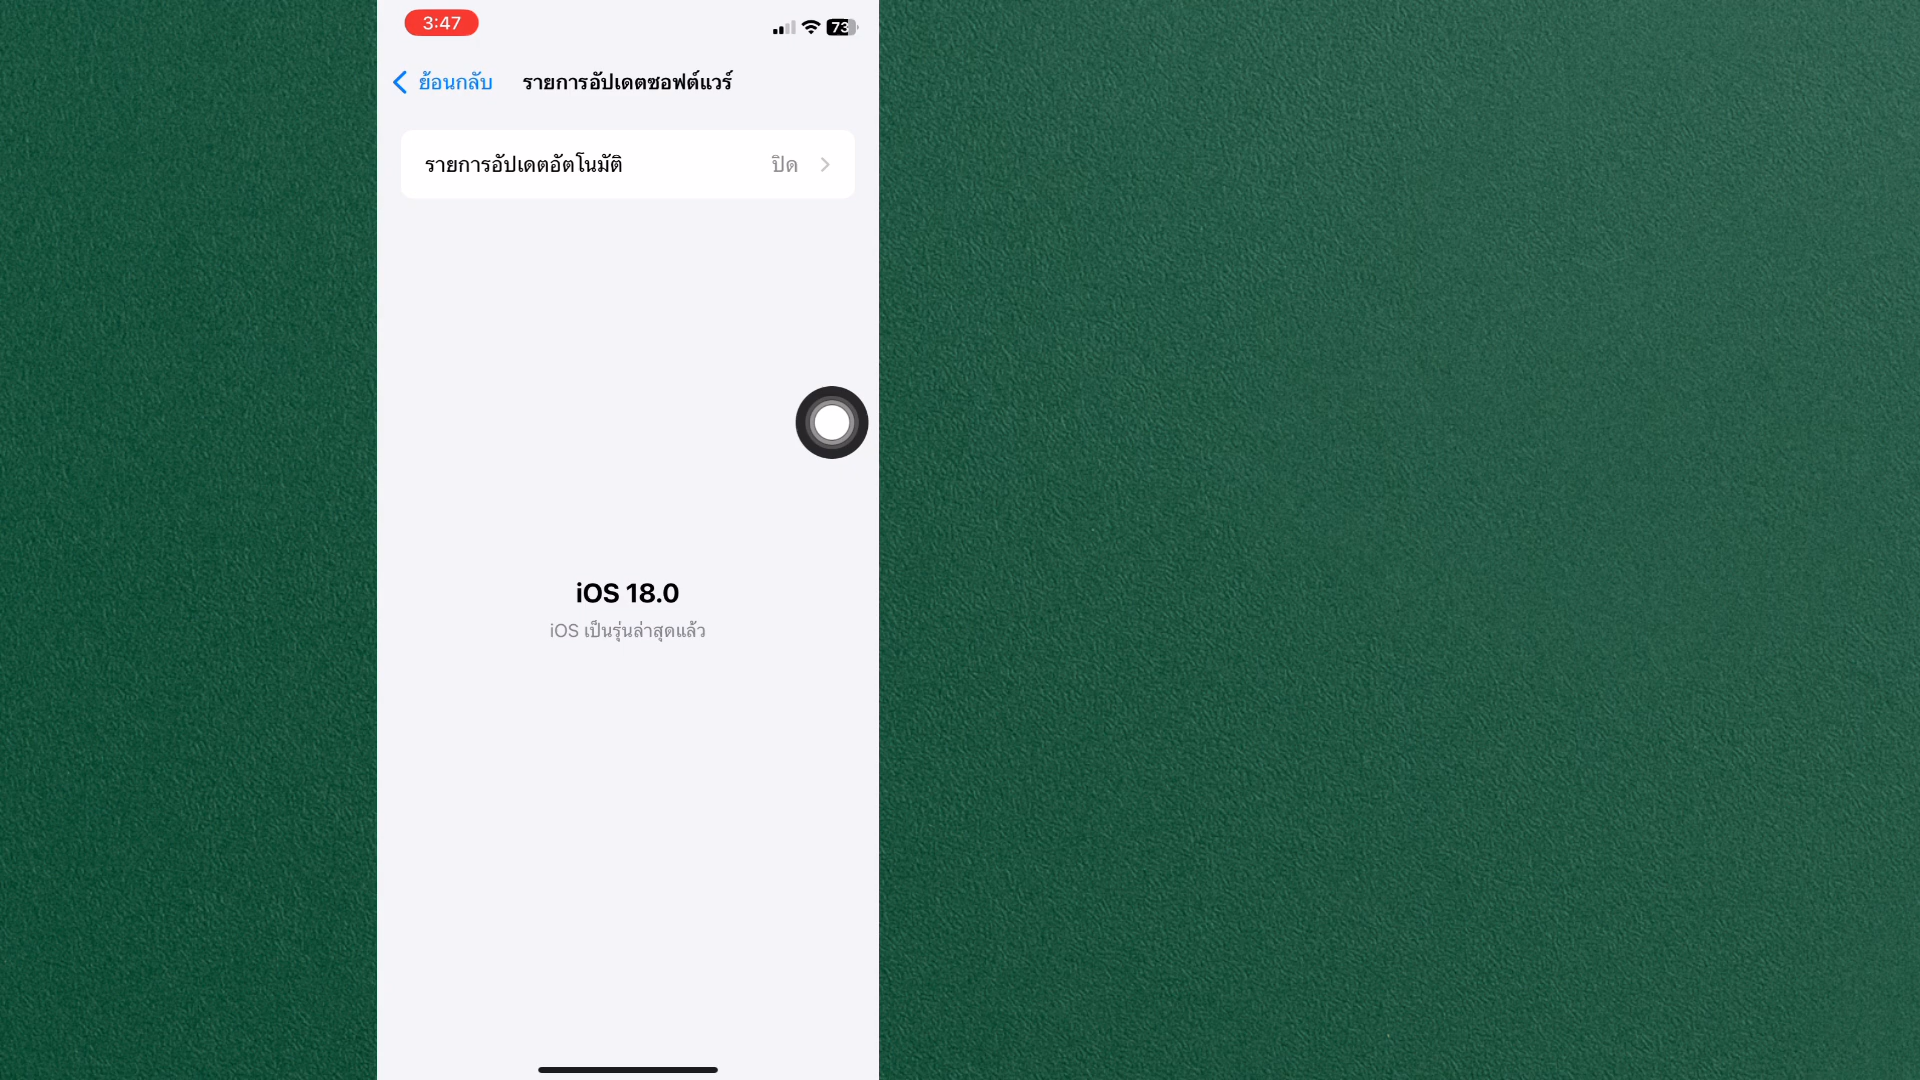 3:47
73
ย้อนกลับ
รายการอัปเดตซอฟต์แวร์
รายการอัปเดตอัตโนมัติ
ปิด
iOS 18.0
iOS เป็นรุ่นล่าสุดแล้ว